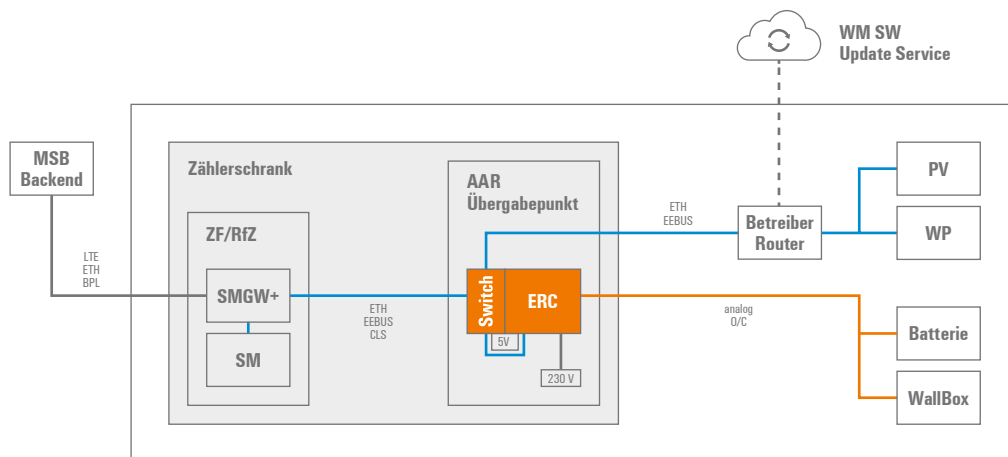 WM SW
Update Service
MSB
Backend
Zählerschrank
AAR
Übergabepunkt
PV
ETH
EEBUS
Betreiber
Router
WP
ZF/RfZ
LTE
ETH
BPL
SMGW+
Switch
ERC
ETH
EEBUS
CLS
analog
O/C
Batterie
5V
SM
230 V
WallBox